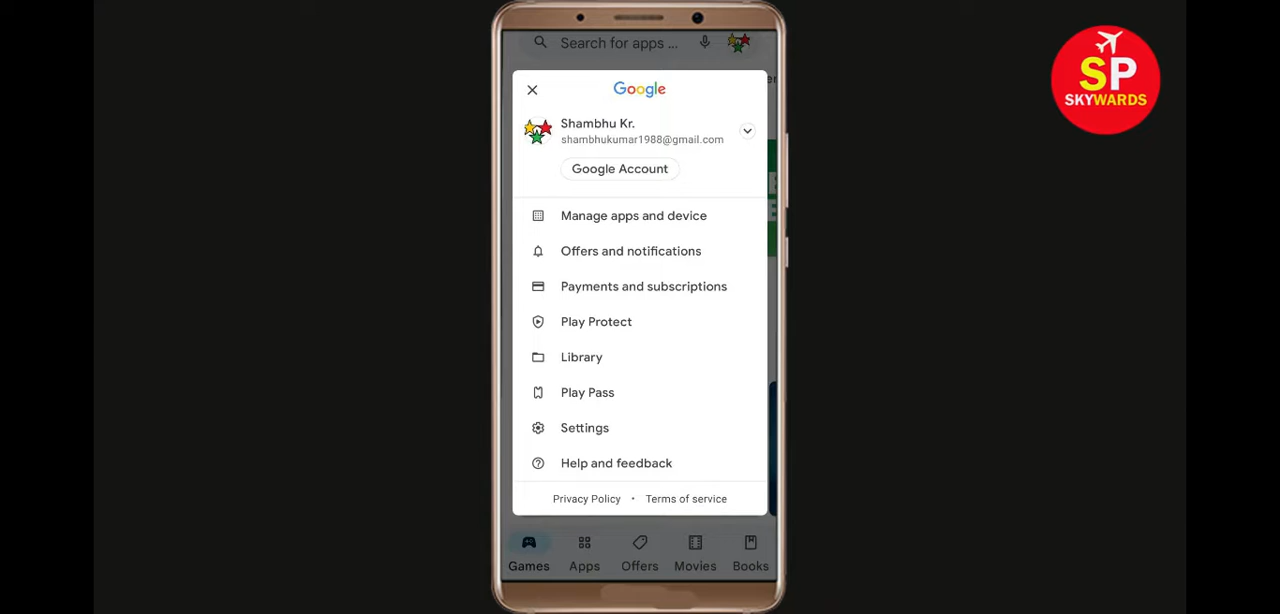 Search for apps ...
SP
SKYWARDS
Google
Shambhu Kr.
shambhukumar1988@gmail.com
Google Account
Manage apps and device
Offers and notifications
Payments and subscriptions
Play Protect
Library
Play Pass
Settings
Help and feedback
Privacy Policy • Terms of service
Games Apps Offers Movies Books